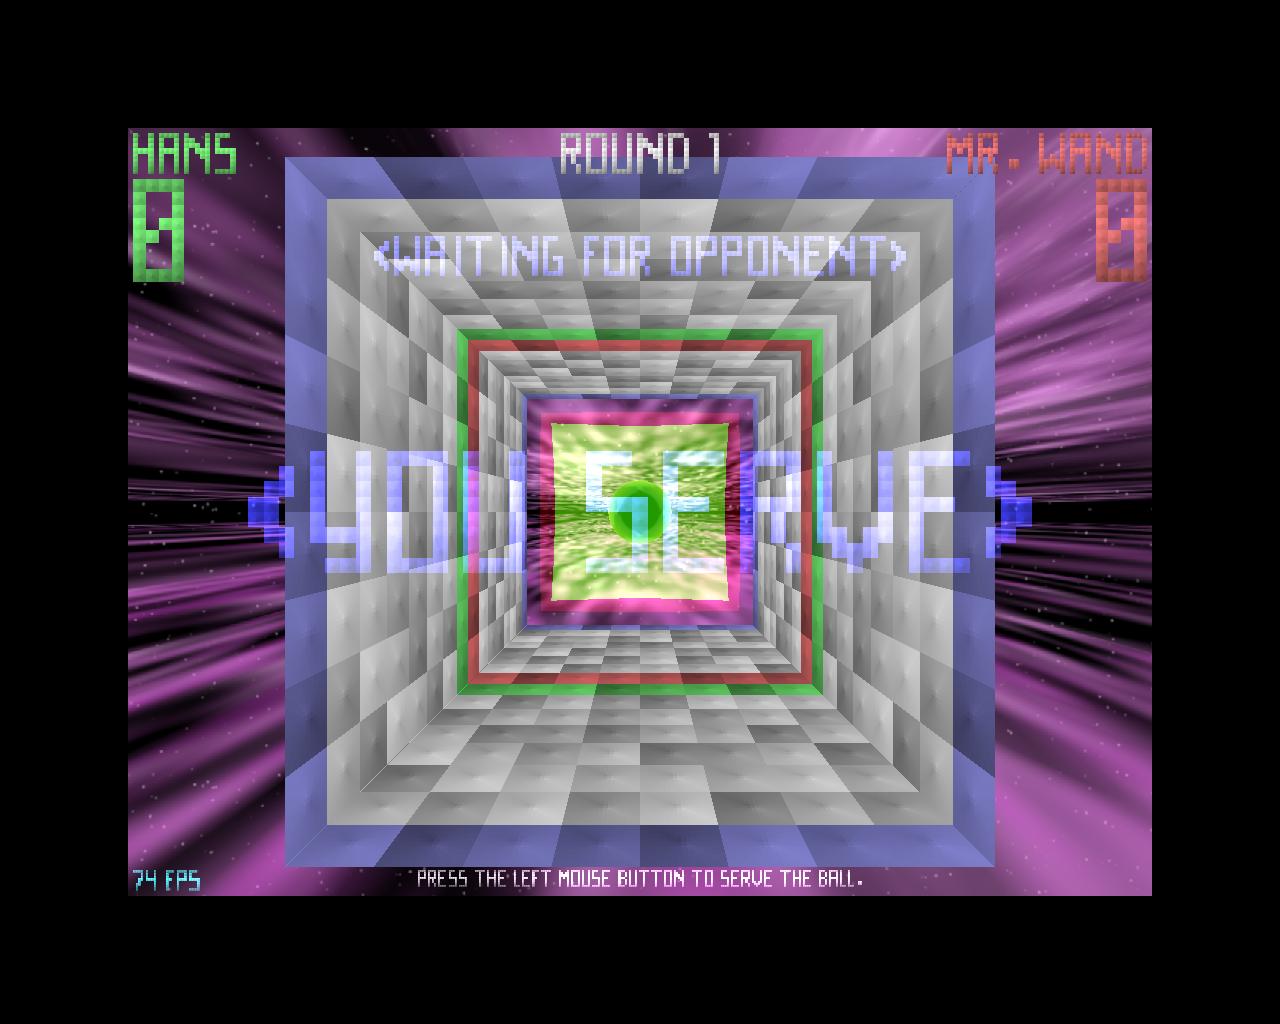 HANS
ROUND 1
MR. WAND
0
0
<WAITING FOR OPPONENT>
<YOU SERVE>
74 FPS
PRESS THE LEFT MOUSE BUTTON TO SERVE THE BALL.